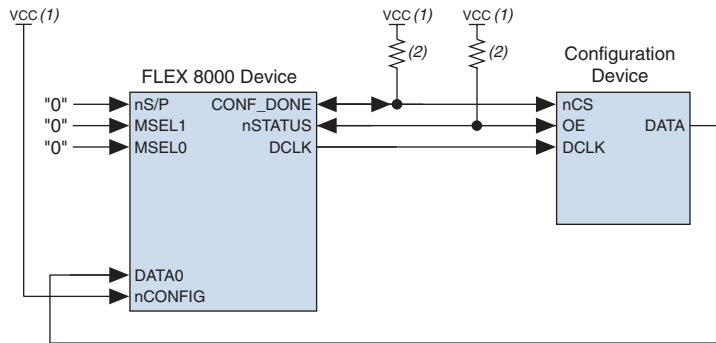 VCC (1)
VCC (1)
VCC (1)
(2)
(2)
FLEX 8000 Device
Configuration
Device
"0"
nS/P
CONF_DONE
nCS
"0"
MSEL1
nSTATUS
OE
DATA
"0"
MSEL0
DCLK
DCLK
DATA0
nCONFIG